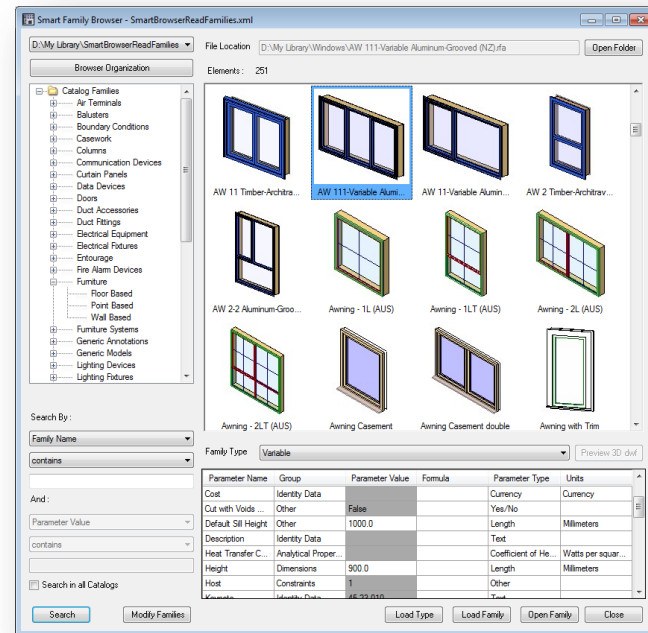 Smart Family Browser - SmartBrowserReadFamilies.xml
D:\My Library\SmartBrowserReadFamilies
File Location
D:\My Library\Windows\AW 111-Variable Aluminum-Grooved (NZ).rfa
Open Folder
Browser Organization
Elements : 251
Catalog Families
Air Terminals
Balusters
Boundary Conditions
Casework
Columns
Communication Devices
Curtain Panels
Data Devices
Doors
Duct Accessories
Duct Fittings
Electrical Equipment
Electrical Fixtures
Entourage
Fire Alarm Devices
Furniture
Floor Based
Point Based
Wall Based
Furniture Systems
Generic Annotations
Generic Models
Lighting Devices
Lighting Fixtures
AW 11 Timber-Architra...
AW 111-Variable Alumi...
AW 11-Variable Alumin...
AW 2 Timber-Architrav...
AW 2-2 Aluminum-Groo...
Awning - 1L (AUS)
Awning - 1LT (AUS)
Awning - 2L (AUS)
Awning - 2LT (AUS)
Awning Casement
Awning Casement double
Awning with Trim
Search By :
Family Name
contains
And :
Parameter Value
contains
Search in all Catalogs
Search
Modify Families
Family Type
Variable
Preview 3D dwf
Parameter Name Group Parameter Value Formula Parameter Type Units
Cost Identity Data Currency Currency
Cut with Voids ... Other False Yes/No
Default Sill Height Other 1000.0 Length Millimeters
Description Identity Data Text
Heat Transfer C... Analytical Proper... Coefficient of He... Watts per squar...
Height Dimensions 900.0 Length Millimeters
Host Constraints 1 Other
Keynote Identity Data 45.23.010 Text
Load Type
Load Family
Open Family
Close